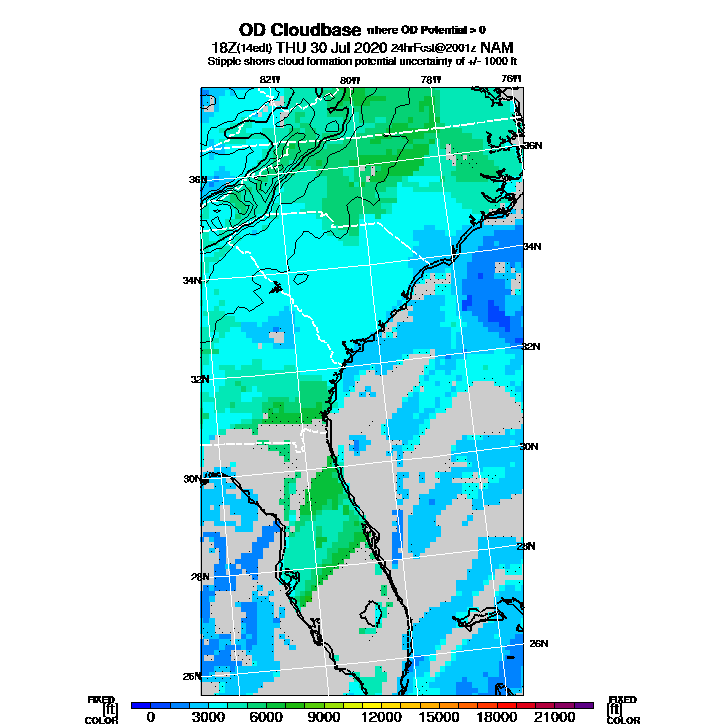 OD Cloudbase where OD Potential > 0
18Z(14edt) THU 30 Jul 2020 24hrFcst@2001z NAM
Stipple shows cloud formation potential uncertainty of +/- 1000 ft
82W 80W 78W 76W
36N 36N
34N 34N
32N 32N
30N 30N
28N 28N
26N 26N
FIXED FIXED
[ft] [ft]
COLOR COLOR
0 3000 6000 9000 12000 15000 18000 21000